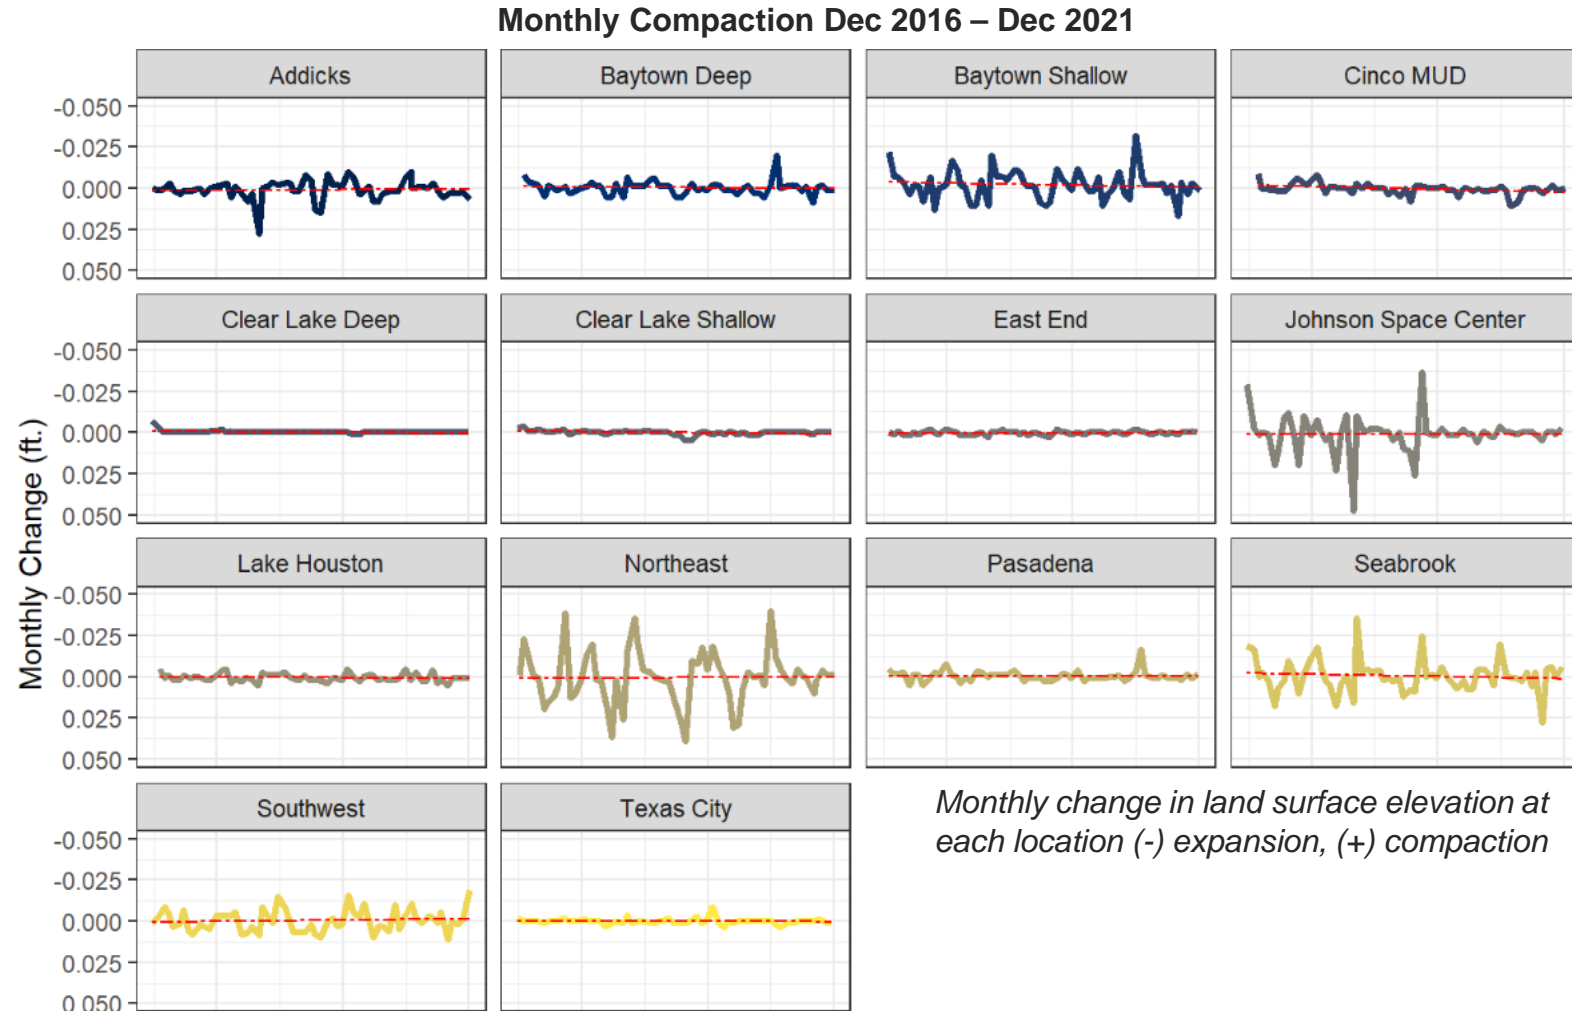 Monthly Compaction Dec 2016 – Dec 2021
Addicks
Baytown Deep
Baytown Shallow
Cinco MUD
-0.050
-0.025
0.000
0.025
0.050
Clear Lake Deep
Clear Lake Shallow
East End
Johnson Space Center
-0.050
-0.025
0.000
0.025
0.050
Monthly Change (ft.)
Lake Houston
Northeast
Pasadena
Seabrook
-0.050
-0.025
0.000
0.025
0.050
Southwest
Texas City
-0.050
-0.025
0.000
0.025
0.050
Monthly change in land surface elevation at
each location (-) expansion, (+) compaction